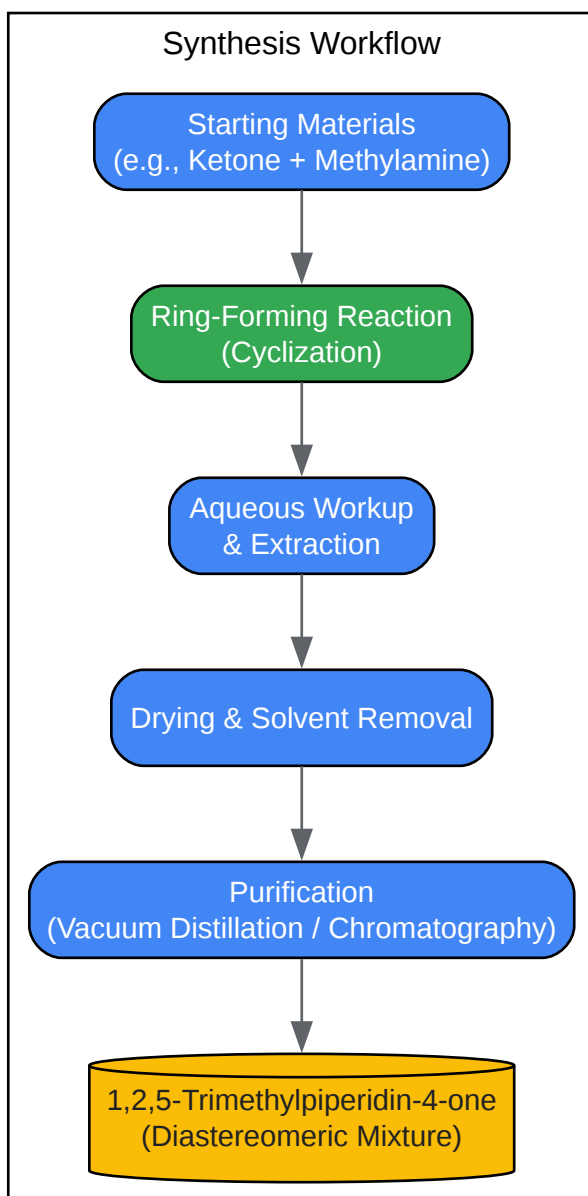 Synthesis Workflow
Starting Materials
(e.g., Ketone + Methylamine)
Ring-Forming Reaction
(Cyclization)
Aqueous Workup
& Extraction
Drying & Solvent Removal
Purification
(Vacuum Distillation / Chromatography)
1,2,5-Trimethylpiperidin-4-one
(Diastereomeric Mixture)